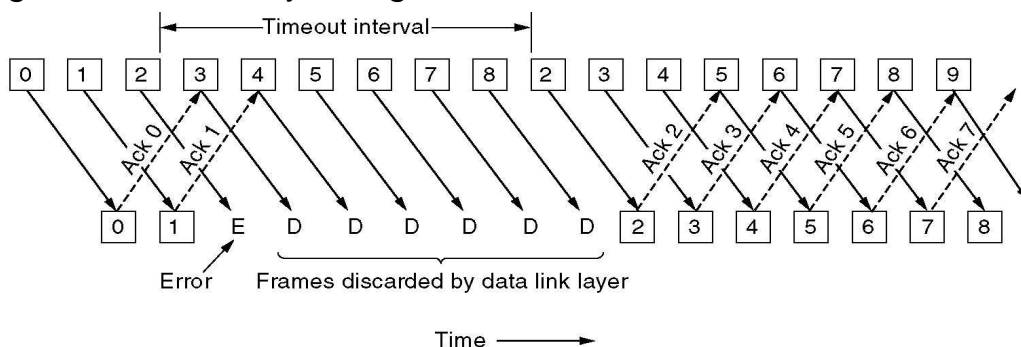 Timeout interval
0 1 2 3 4 5 6 7 8 2 3 4 5 6 7 8 9
Ack 0 Ack 1 Ack 2 Ack 3 Ack 4 Ack 5 Ack 6 Ack 7
0 1 E D D D D D D 2 3 4 5 6 7 8
Error Frames discarded by data link layer
Time